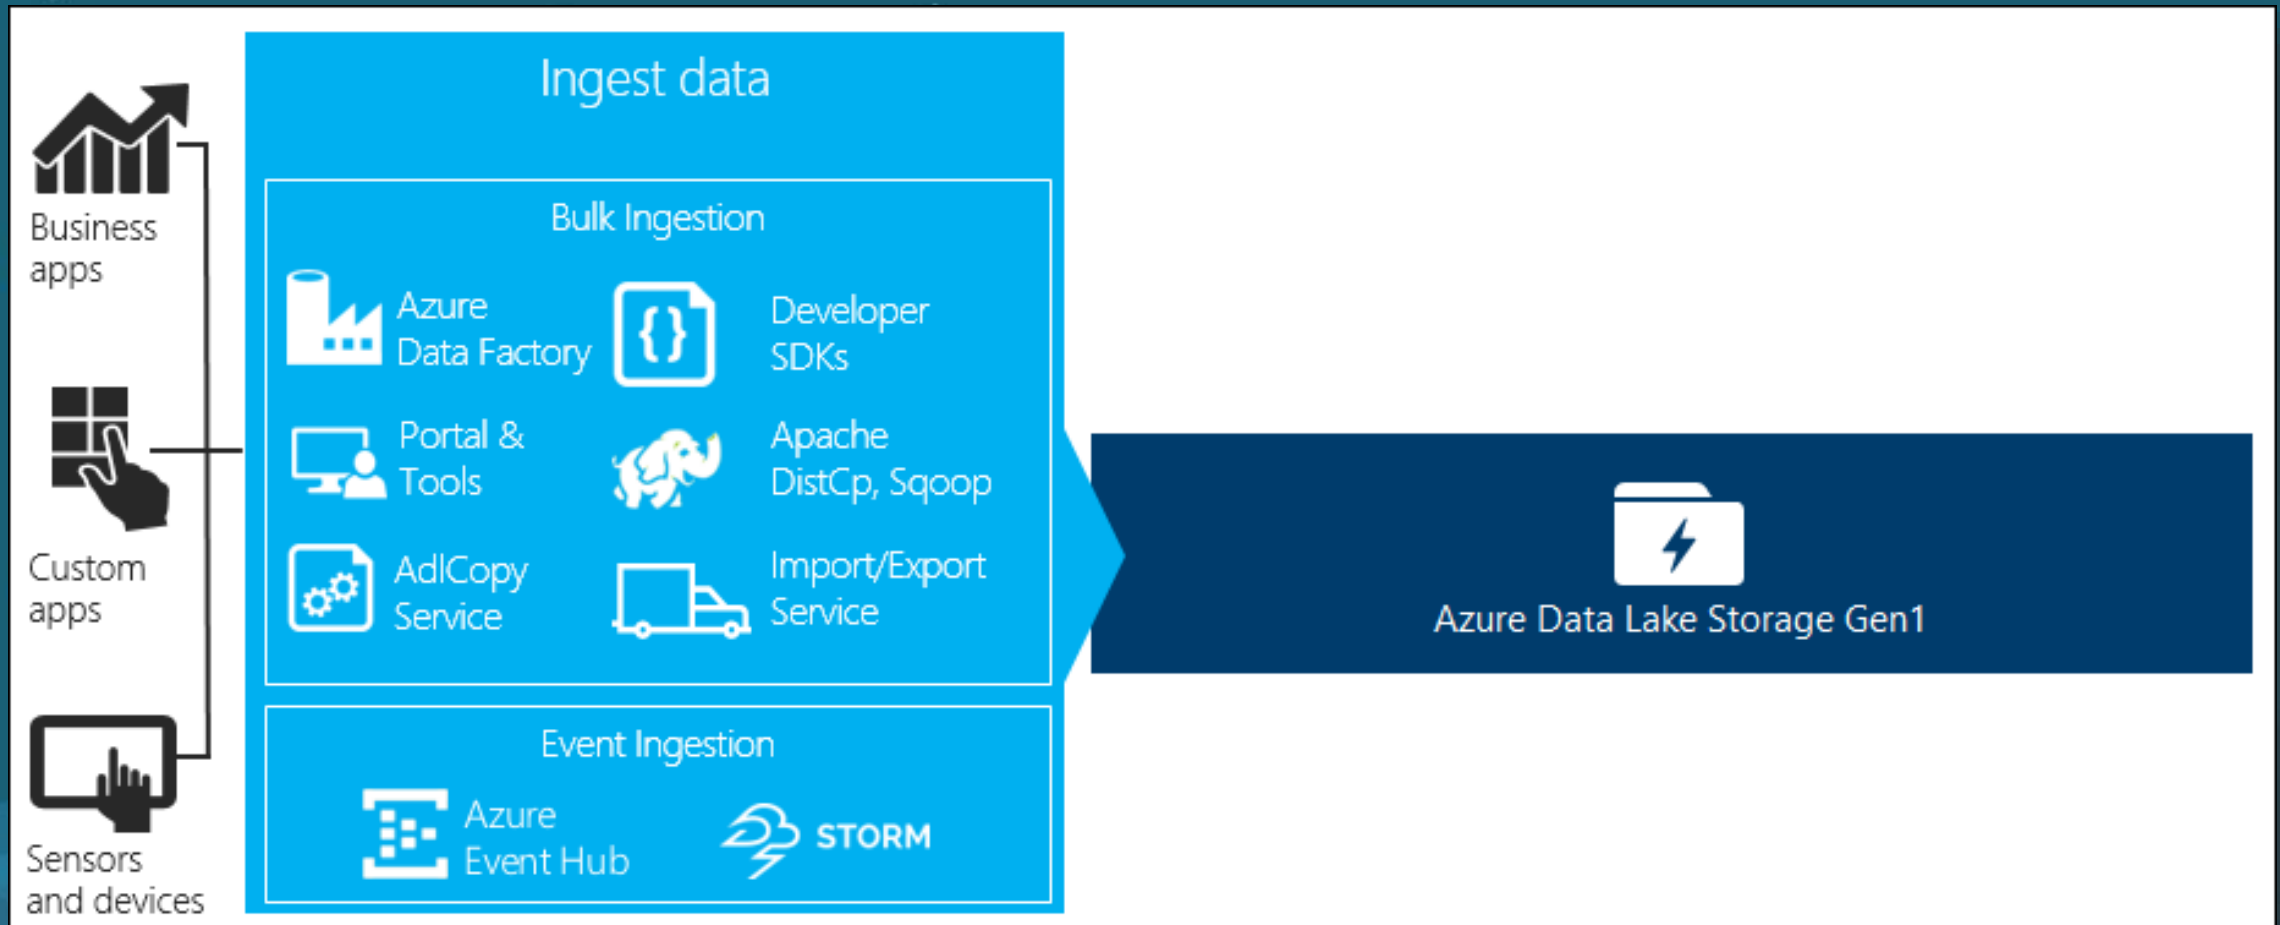 Ingest data
Business
apps
Custom
apps
Sensors
and devices
Bulk Ingestion
Azure
Data Factory
Developer
SDKs
Portal &
Tools
Apache
DistCp, Sqoop
AdlCopy
Service
Import/Export
Service
Event Ingestion
Azure
Event Hub
STORM
Azure Data Lake Storage Gen1